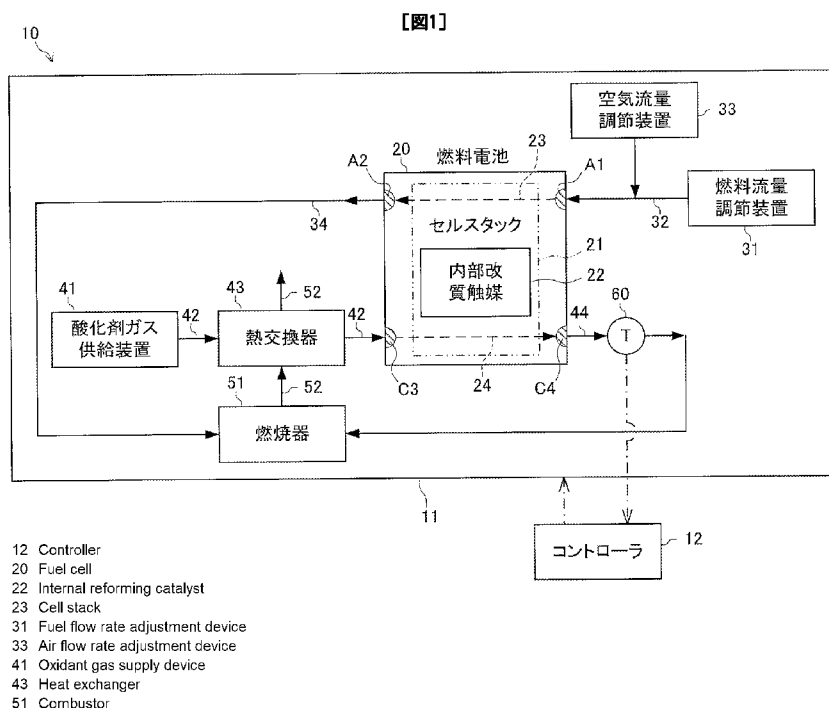 [図1]
10
空気流量
調節装置
33
20
燃料電池
23
A2
A1
燃料流量
調節装置
34
32
31
セルスタック
21
内部改
質触媒
22
41
酸化剤ガス
供給装置
42
43
52
熱交換器
42
44
60
T
C3
24
C4
51
52
燃焼器
11
コントローラ
12
12 Controller
20 Fuel cell
22 Internal reforming catalyst
23 Cell stack
31 Fuel flow rate adjustment device
33 Air flow rate adjustment device
41 Oxidant gas supply device
43 Heat exchanger
51 Combustor